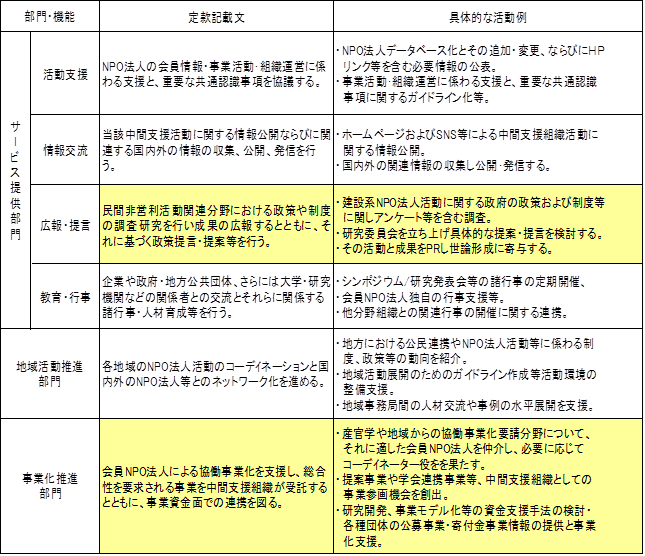 部門・機能
定款記載文
具体的な活動例
サービス提供部門
活動支援
NPO法人の会員情報・事業活動・組織運営に係
わる支援と、重要な共通認識事項を協議する。
・NPO法人データベース化とその追加・変更、ならびにHP
リンク等を含む必要情報の公表。
・事業活動・組織運営に係わる支援と、重要な共通認識
事項に関するガイドライン化等。
情報交流
当該中間支援活動に関する情報公開ならびに関
連する国内外の情報の収集、公開、発信を行
う。
・ホームページおよびSNS等による中間支援組織活動に
関する情報公開。
・国内外の関連情報の収集し公開・発信する。
広報・提言
民間非営利活動関連分野における政策や制度
の調査研究を行い成果の広報するとともに、そ
れに基づく政策提言・提案等を行う。
・建設系NPO法人活動に関する政府の政策および制度等
に関しアンケート等を含む調査。
・研究委員会を立ち上げ具体的な提案・提言を検討する。
・その活動と成果をPRし世論形成に寄与する。
教育・行事
企業や政府・地方公共団体、さらには大学・研究
機関などの関係者との交流とそれらに関係する
諸行事・人材育成等を行う。
・シンポジウム/研究発表会等の諸行事の定期開催、
・会員NPO法人独自の行事支援等。
・他分野組織との関連行事の開催に関する連携。
地域活動推進
部門
各地域のNPO法人活動のコーディネーションと国
内外のNPO法人等とのネットワーク化を進める。
・地方における公民連携やNPO法人活動等に係わる制
度、政策等の動向を紹介。
・地域活動展開のためのガイドライン作成等活動環境の
整備支援。
・地域事務局間の人材交流や事例の水平展開を支援。
事業化推進
部門
会員NPO法人による協働事業化を支援し、総合
性を要求される事業を中間支援組織が受託する
とともに、事業資金面での連携を図る。
・産官学や地域からの協働事業化要請分野について、
それに適した会員NPO法人を仲介し、必要に応じて
コーディネーター役をを果たす。
・提案事業や学会連携事業等、中間支援組織としての
事業参画機会を創出。
・研究開発、事業モデル化等の資金支援手法の検討・
各種団体の公募事業・寄付金事業情報の提供と事業
化支援。